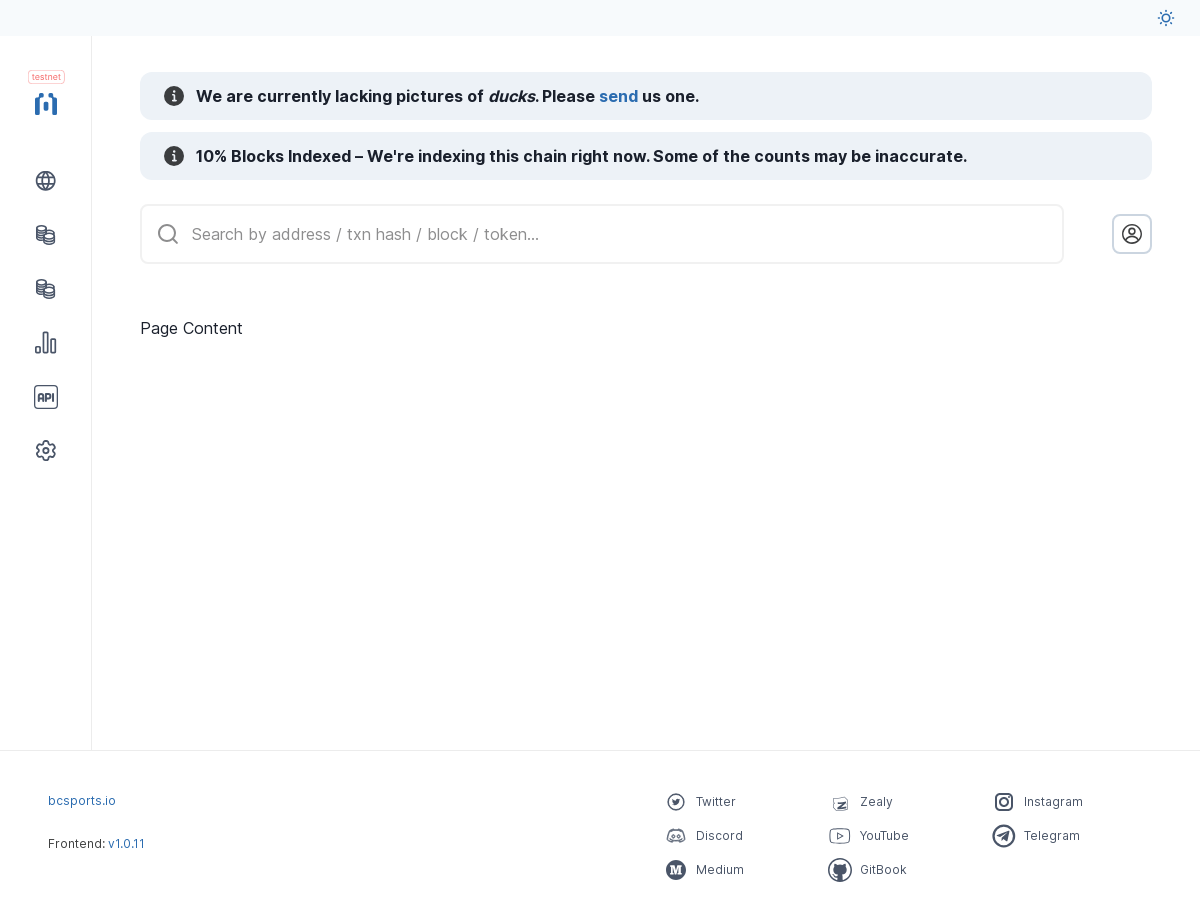 testnet
We are currently lacking pictures of ducks. Please send us one.
10% Blocks Indexed – We're indexing this chain right now. Some of the counts may be inaccurate.
Search by address / txn hash / block / token...
API
Page Content
bcsports.io
Frontend: v1.0.11
Twitter
Discord
Medium
Zealy
YouTube
GitBook
Instagram
Telegram